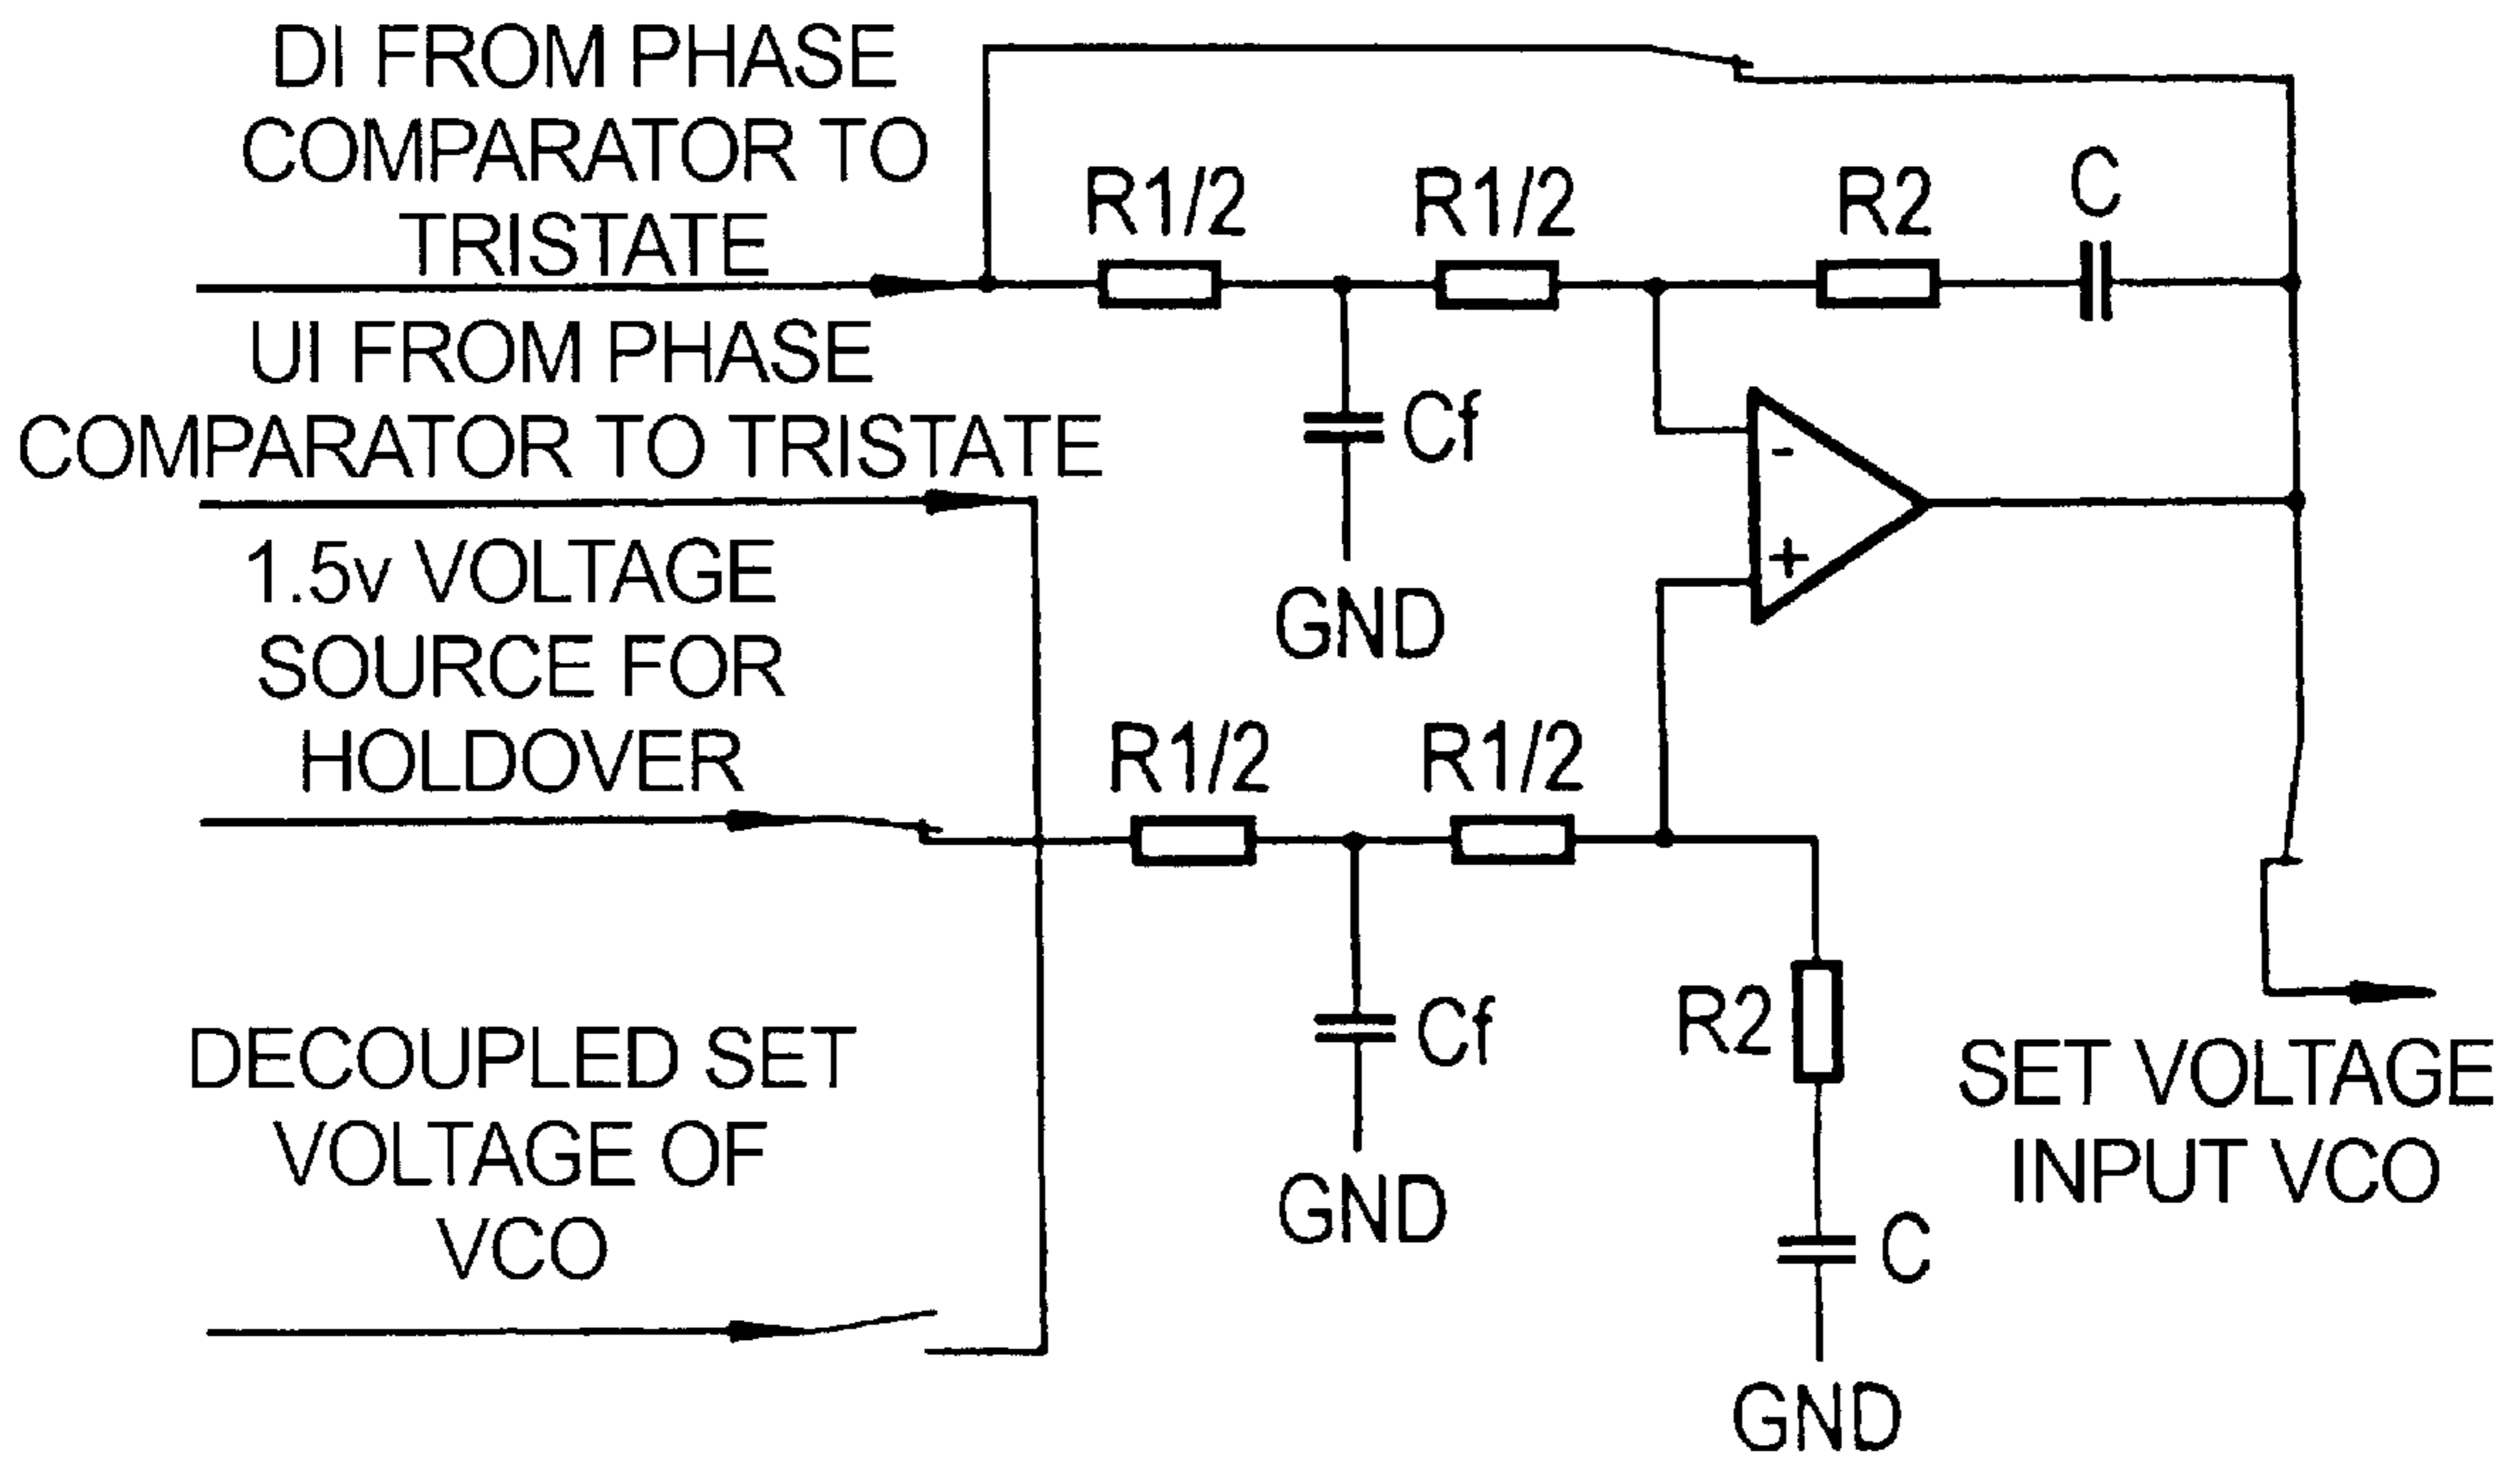 DI FROM PHASE
COMPARATOR TO
TRISTATE
UI FROM PHASE
COMPARATOR TO TRISTATE
1.5v VOLTAGE
SOURCE FOR
HOLDOVER
DECOUPLED SET
VOLTAGE OF
VCO
R1/2
R1/2
R2
C
Cf
GND
-
+
R1/2
R1/2
Cf
GND
R2
C
GND
SET VOLTAGE
INPUT VCO